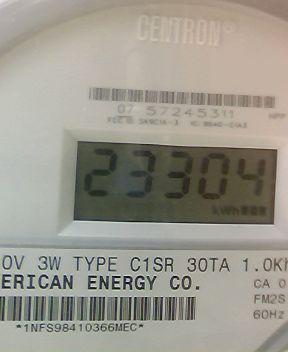 CENTRON®
07 57245311
23304
kWh
0V 3W TYPE C1SR 30TA 1.0Kh
ERICAN ENERGY CO.
CA 0
FM2S
60Hz
*1NFS98410366MEC*